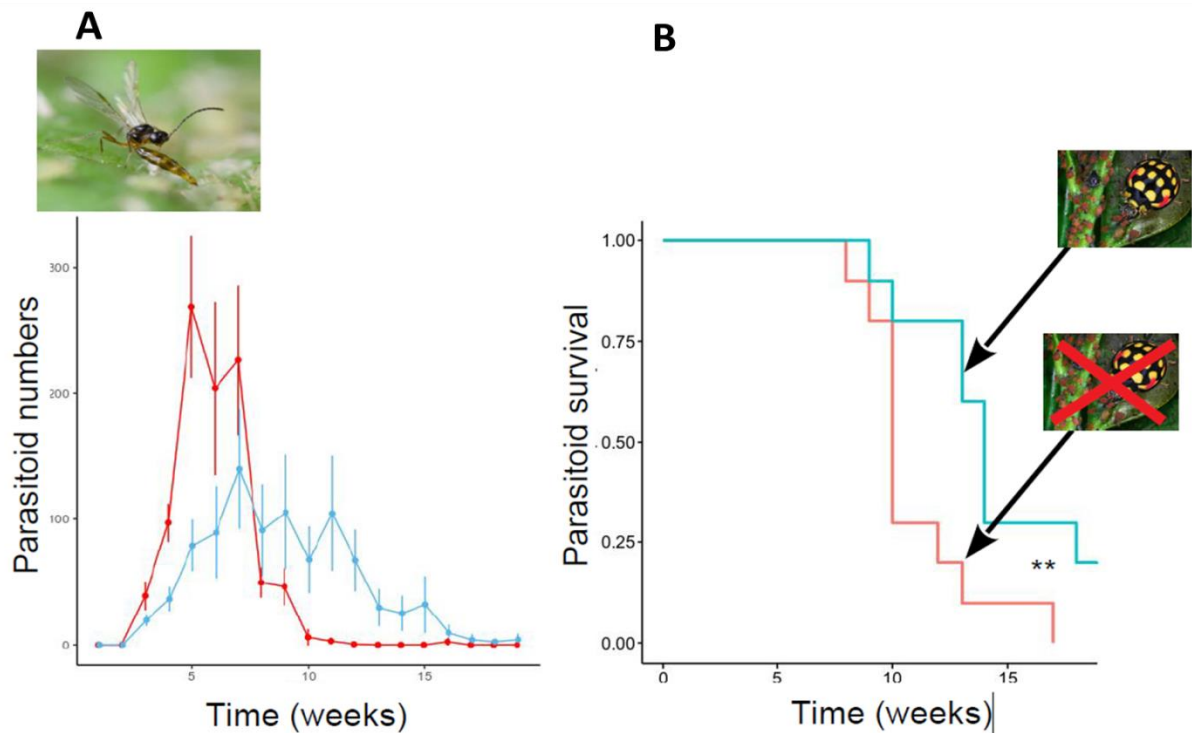 A
B
Parasitoid numbers
300
200
100
0
5
10
15
Time (weeks)
Parasitoid survival
1.00
0.75
0.50
0.25
0.00
0
5
10
15
**
Time (weeks)